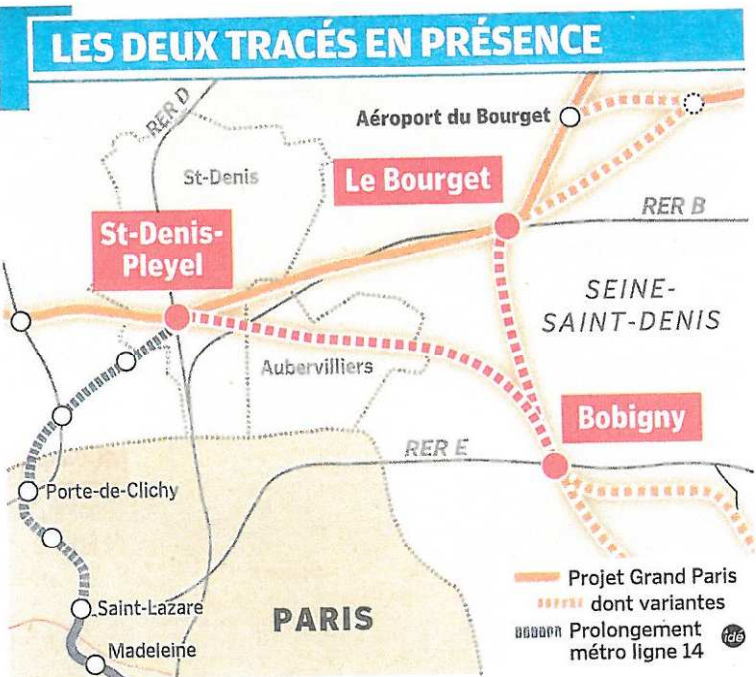 LES DEUX TRACÉS EN PRÉSENCE
RER D
Aéroport du Bourget
St-Denis
Le Bourget
RER B
St-Denis-
Pleyel
SEINE-
SAINT-DENIS
Aubervilliers
Bobigny
RER E
Porte-de-Clichy
Saint-Lazare
PARIS
Madeleine
Projet Grand Paris
dont variantes
Prolongement
métro ligne 14
idé